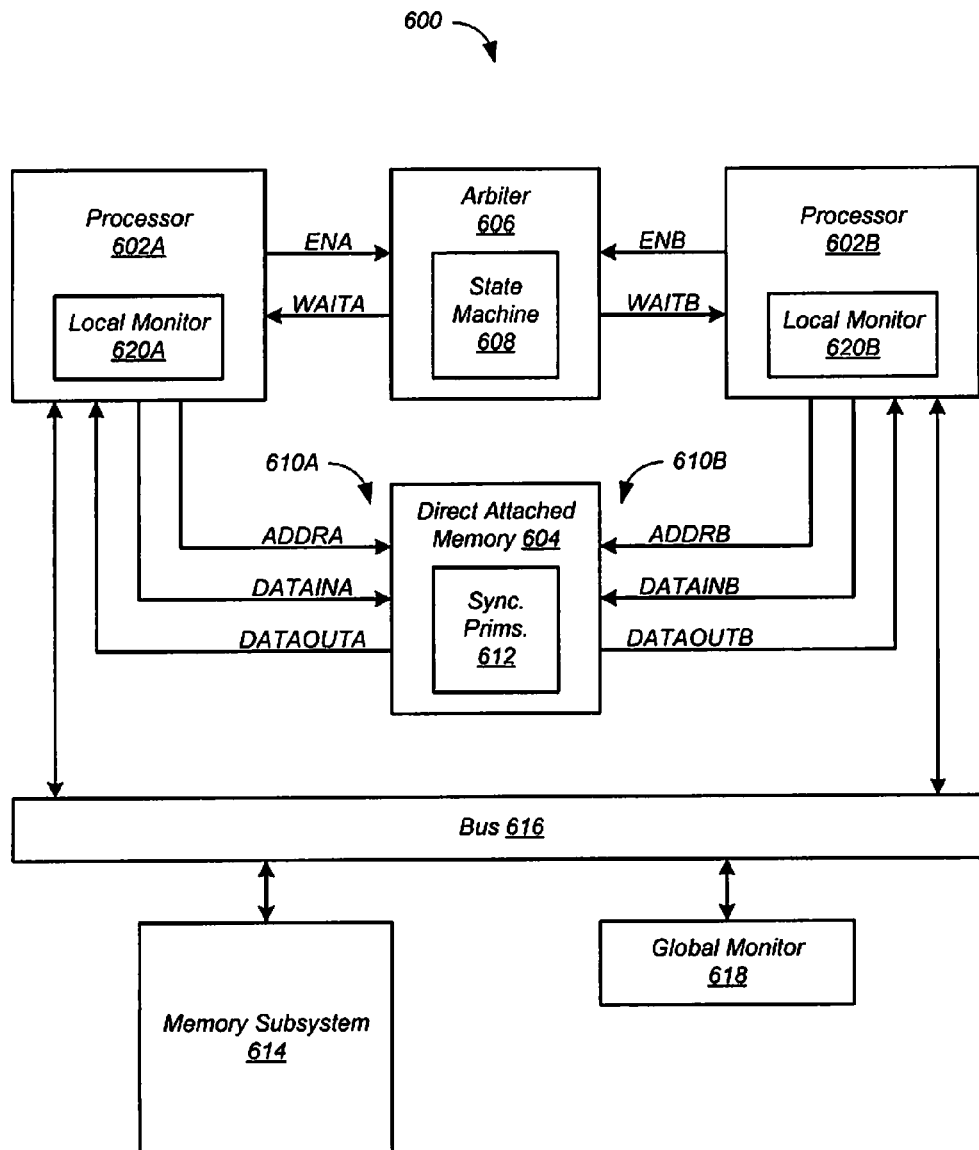 600
Processor
602A
Local Monitor
620A
ENA
WAITA
Arbiter
606
State
Machine
608
ENB
WAITB
Processor
602B
Local Monitor
620B
610A
610B
Direct Attached
Memory 604
Sync.
Prims.
612
ADDRA
DATAINA
DATAOUTA
ADDRB
DATAINB
DATAOUTB
Bus 616
Memory Subsystem
614
Global Monitor
618